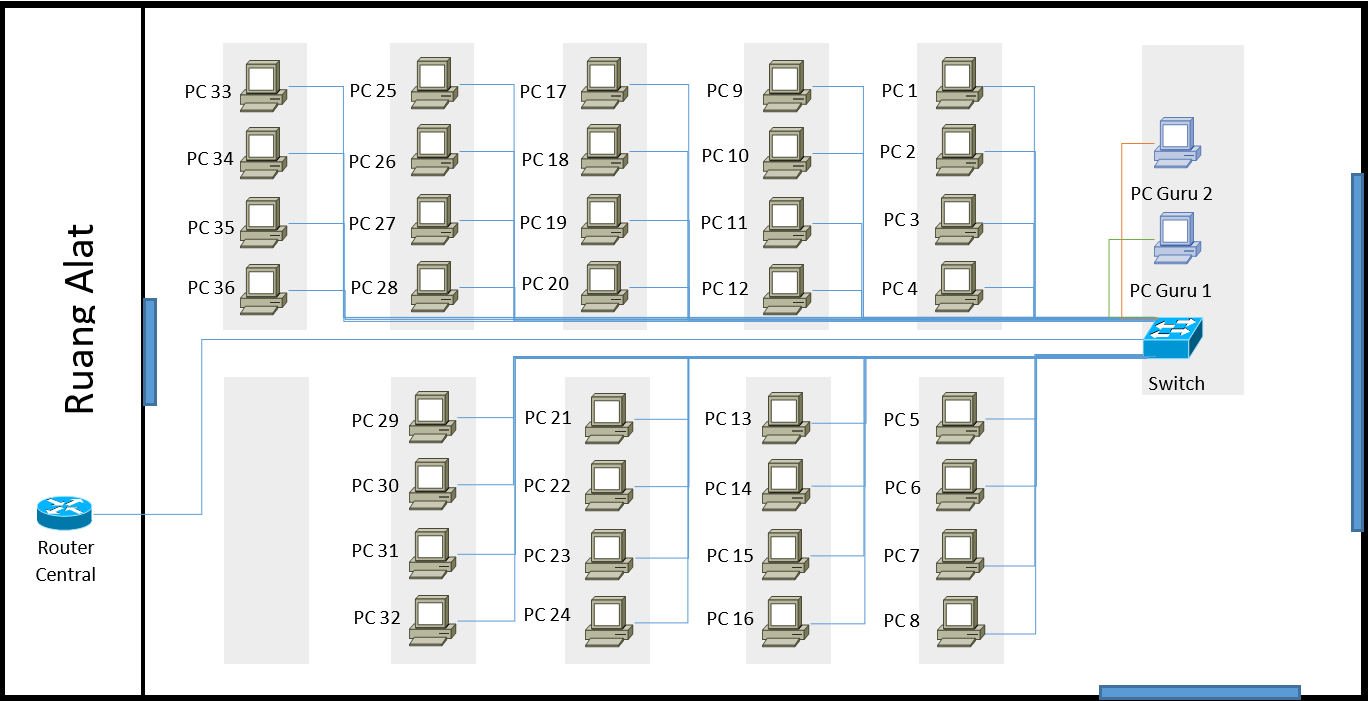 Ruang Alat
PC 33
PC 25
PC 17
PC 9
PC 1
PC 34
PC 26
PC 18
PC 10
PC 2
PC Guru 2
PC 35
PC 27
PC 19
PC 11
PC 3
PC 36
PC 28
PC 20
PC 12
PC 4
PC Guru 1
Switch
PC 29
PC 21
PC 13
PC 5
PC 30
PC 22
PC 14
PC 6
PC 31
PC 23
PC 15
PC 7
PC 32
PC 24
PC 16
PC 8
Router
Central